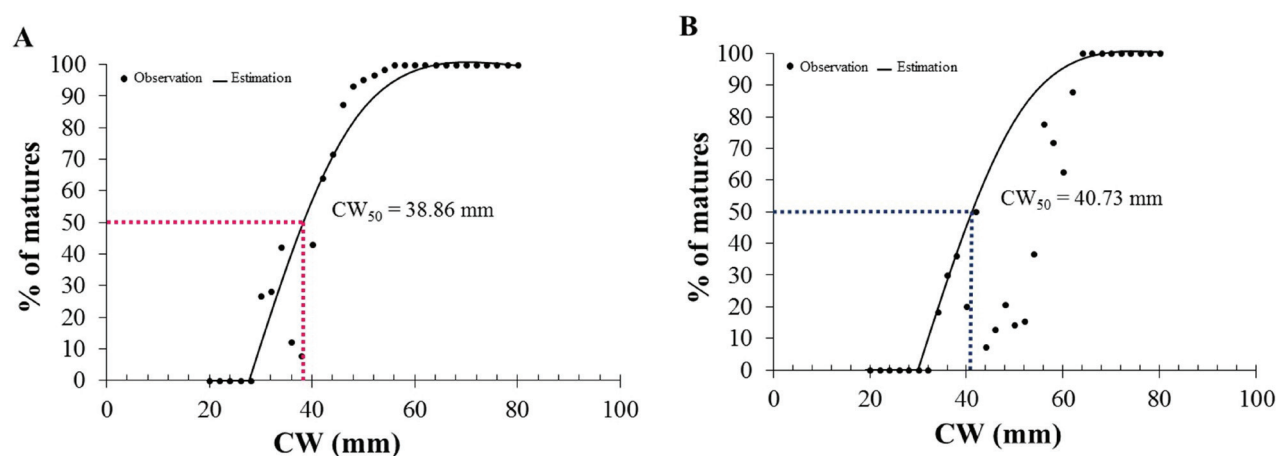 A
% of matures
100
90
80
70
60
50
40
30
20
10
0
Observation
Estimation
CW₅₀ = 38.86 mm
0 20 40 60 80 100
CW (mm)
B
% of matures
100
90
80
70
60
50
40
30
20
10
0
Observation
Estimation
CW₅₀ = 40.73 mm
0 20 40 60 80 100
CW (mm)